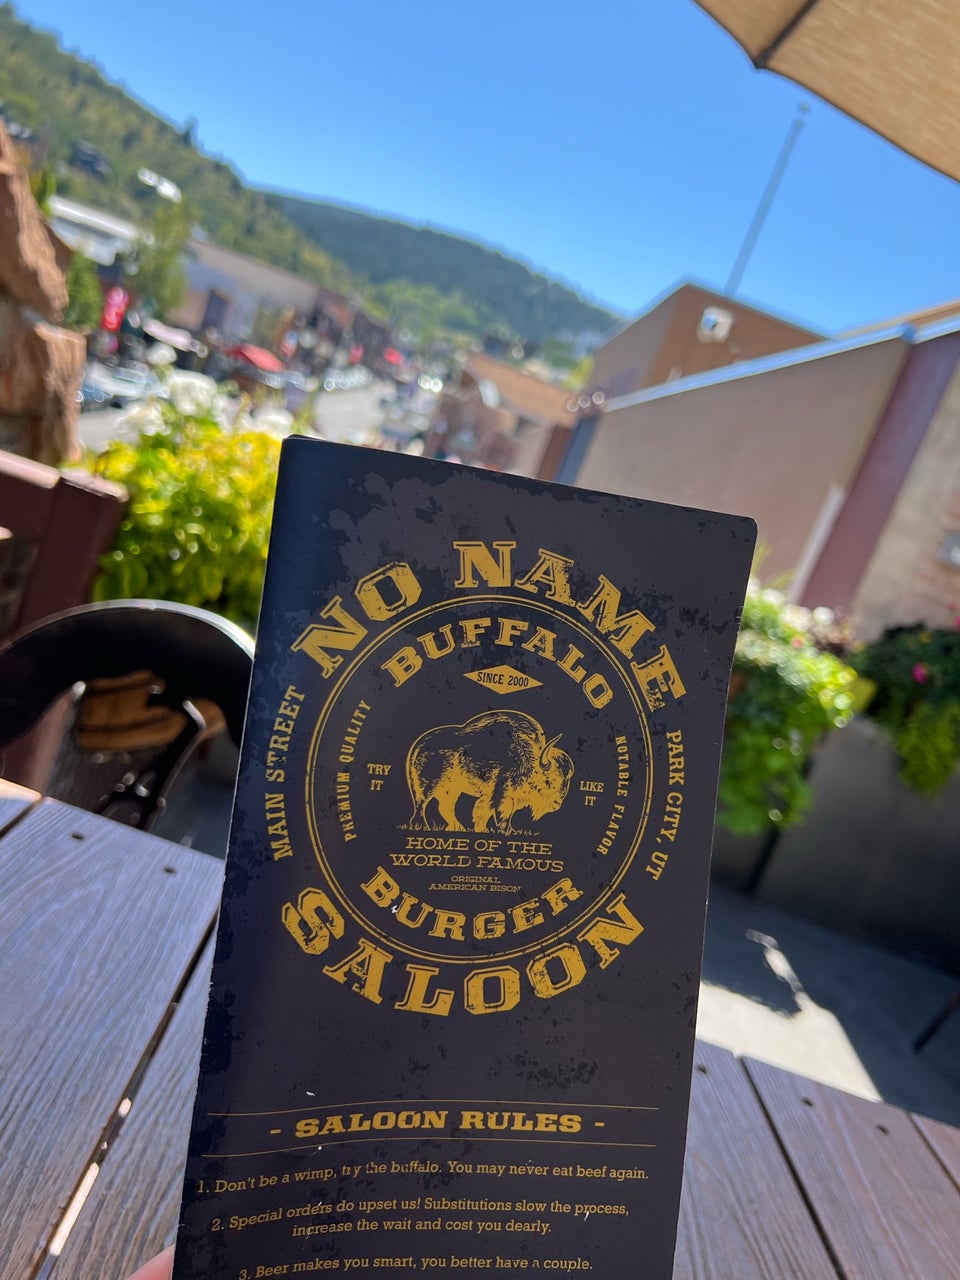 NO NAME
BUFFALO
SINCE 2000
MAIN STREET
PREMIUM QUALITY
TRY
IT
LIKE
IT
NOTABLE FLAVOR
PARK CITY, UT
HOME OF THE
WORLD FAMOUS
ORIGINAL
AMERICAN BISON
BURGER
SALOON
- SALOON RULES -
1. Don't be a wimp, try the buffalo. You may never eat beef again.
2. Special orders do upset us! Substitutions slow the process,
increase the wait and cost you dearly.
3. Beer makes you smart, you better have a couple.